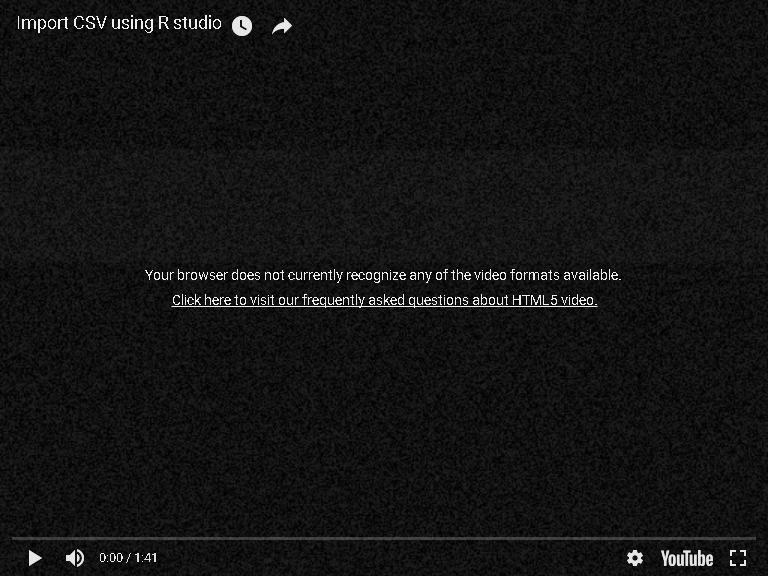 Import CSV using R studio
Your browser does not currently recognize any of the video formats available.
Click here to visit our frequently asked questions about HTML5 video.
0:00 / 1:41
YouTube